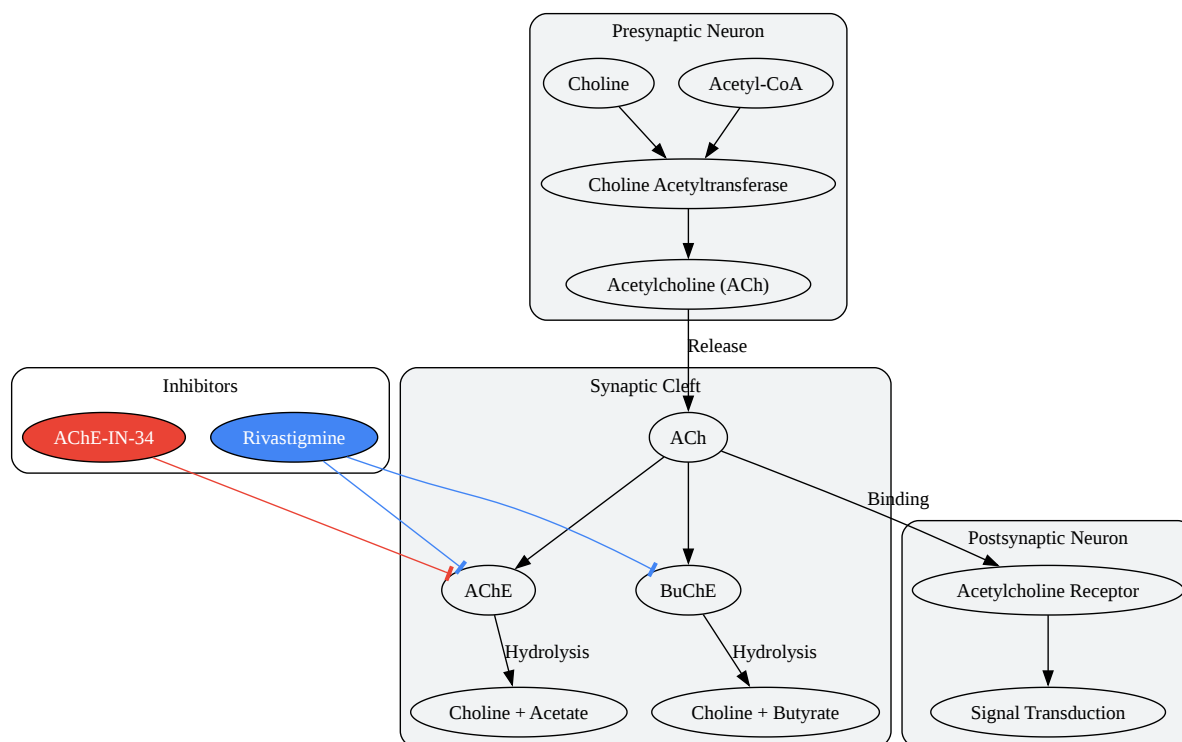 Presynaptic Neuron
Choline
Acetyl-CoA
Choline Acetyltransferase
Acetylcholine (ACh)
Release
Inhibitors
AChE-IN-34
Rivastigmine
Synaptic Cleft
ACh
Binding
AChE
BuChE
Hydrolysis
Hydrolysis
Choline + Acetate
Choline + Butyrate
Postsynaptic Neuron
Acetylcholine Receptor
Signal Transduction